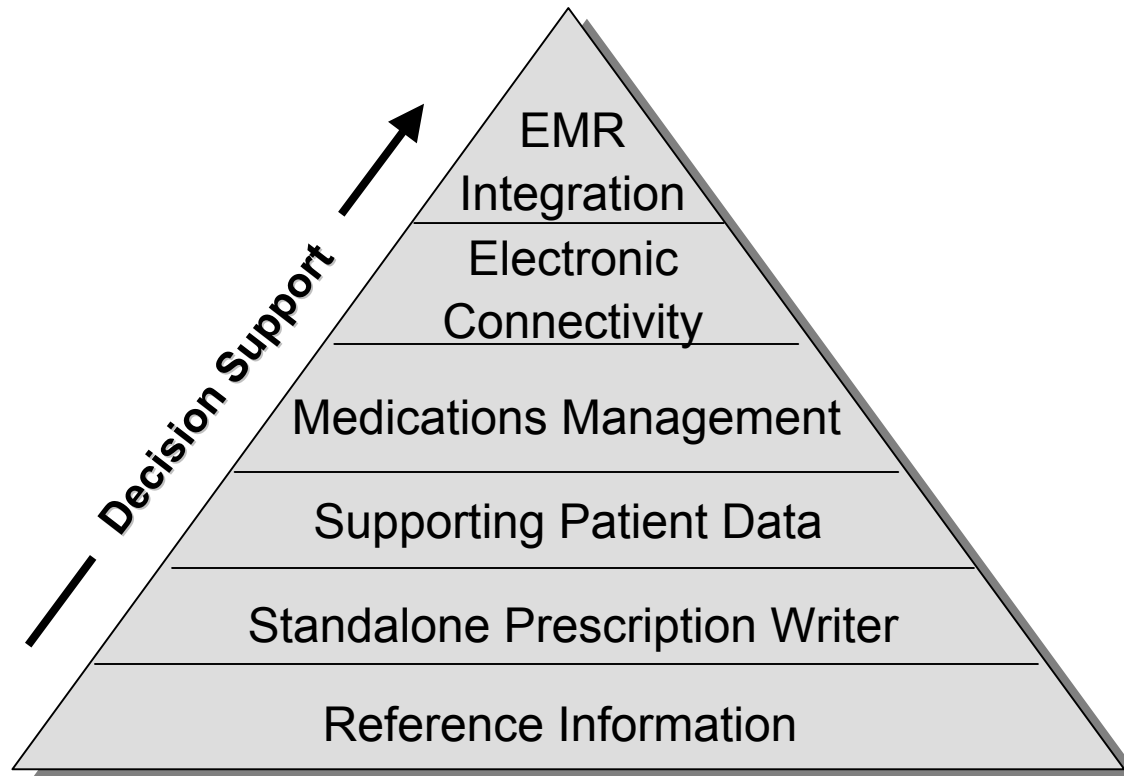 EMR
Integration
Electronic
Connectivity
Medications Management
Supporting Patient Data
Standalone Prescription Writer
Reference Information
Decision Support